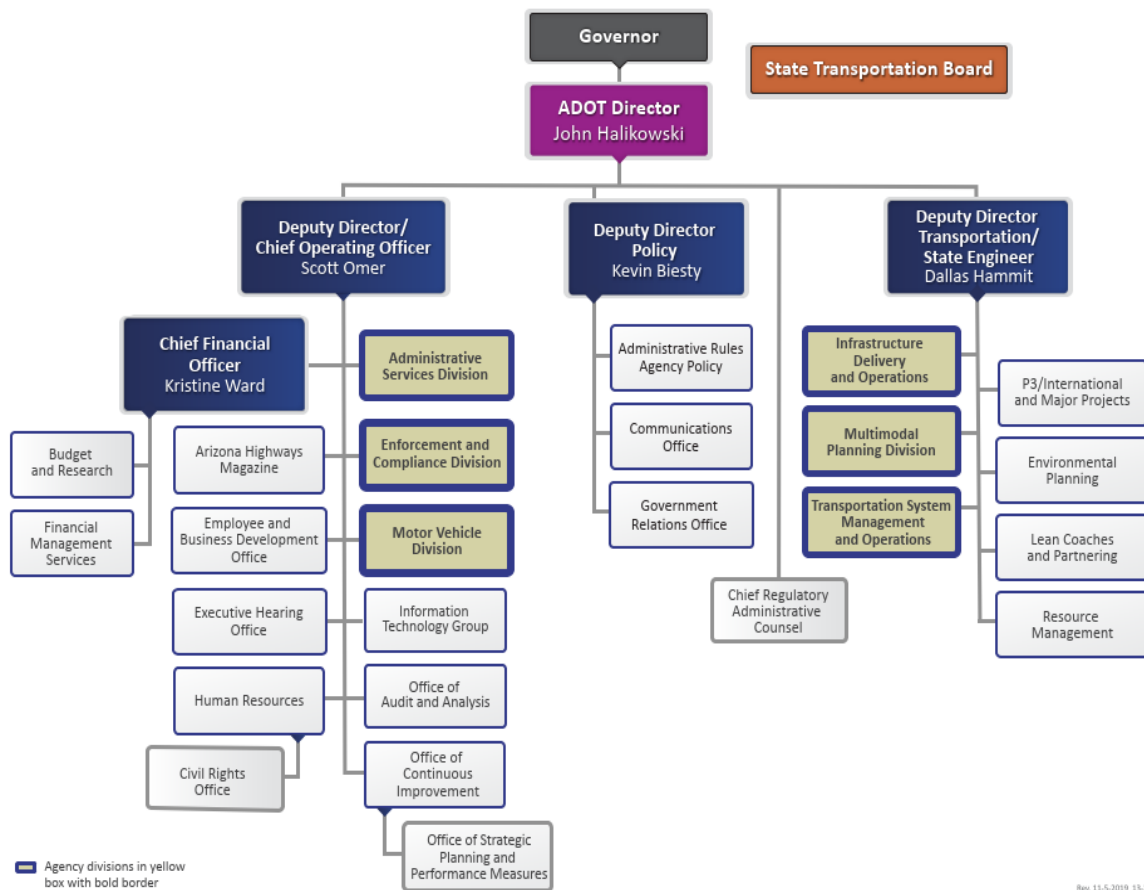 Governor
State Transportation Board
ADOT Director
John Halikowski
Deputy Director/
Chief Operating Officer
Scott Omer
Deputy Director
Policy
Kevin Biesty
Deputy Director
Transportation/
State Engineer
Dallas Hammit
Chief Financial
Officer
Kristine Ward
Administrative
Services Division
Budget
and Research
Financial
Management
Services
Arizona Highways
Magazine
Enforcement and
Compliance Division
Employee and
Business Development
Office
Motor Vehicle
Division
Executive Hearing
Office
Information
Technology Group
Human Resources
Office of
Audit and Analysis
Civil Rights
Office
Office of
Continuous
Improvement
Office of Strategic
Planning and
Performance Measures
Administrative Rules
Agency Policy
Communications
Office
Government
Relations Office
Chief Regulatory
Administrative
Counsel
Infrastructure
Delivery
and Operations
Multimodal
Planning Division
Transportation System
Management
and Operations
P3/International
and Major Projects
Environmental
Planning
Lean Coaches
and Partnering
Resource
Management
Agency divisions in yellow
box with bold border
Rev. 11-5-2019